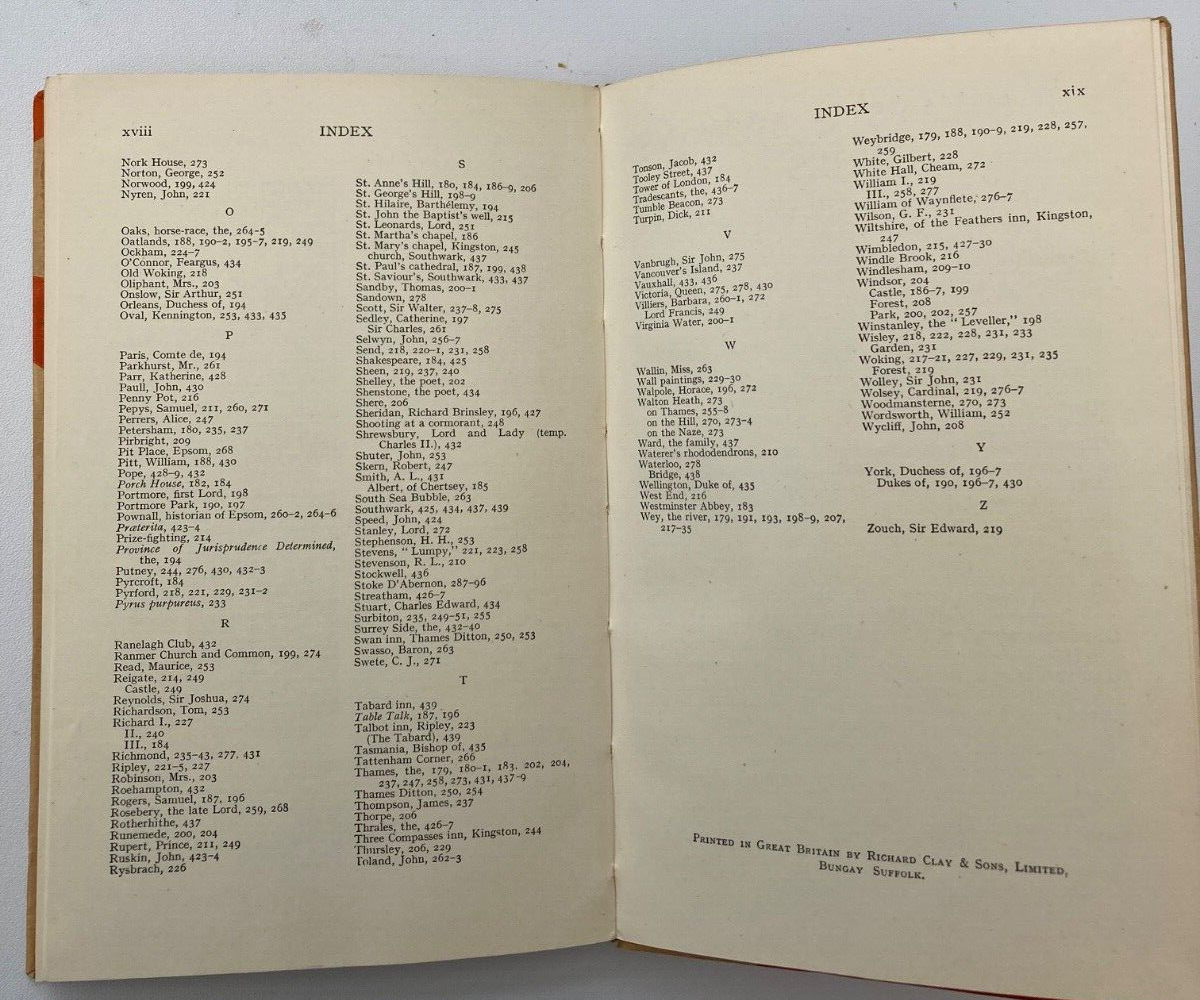 xviii
INDEX
Nork House, 273
Norton, George, 252
Norwood, 199, 424
Nyren, John, 221
O
Oaks, horse-race, the, 264-5
Oatlands, 188, 190-2, 195-7, 219, 249
Ockham, 224-7
O'Connor, Feargus, 434
Old Woking, 218
Oliphant, Mrs., 203
Onslow, Sir Arthur, 251
Orleans, Duchess of, 194
Oval, Kennington, 253, 433, 435
P
Paris, Comte de, 194
Parkhurst, Mr., 261
Parr, Katherine, 428
Paull, John, 430
Penny Pot, 216
Pepys, Samuel, 211, 260, 271
Perrers, Alice, 247
Petersham, 180, 235, 237
Pirbright, 209
Pit Place, Epsom, 268
Pitt, William, 188, 430
Pope, 428-9, 432
Porch House, 182, 184
Portmore, first Lord, 198
Portmore Park, 190, 197
Pownall, historian of Epsom, 260-2, 264-6
Præterita, 423-4
Prize-fighting, 214
Province of Jurisprudence Determined,
the, 194
Putney, 244, 276, 430, 432-3
Pyrcroft, 184
Pyrford, 218, 221, 229, 231-2
Pyrus purpureus, 233
R
Ranelagh Club, 432
Ranmer Church and Common, 199, 274
Read, Maurice, 253
Reigate, 214, 249
Castle, 249
Reynolds, Sir Joshua, 274
Richardson, Tom, 253
Richard I., 227
II., 240
III., 184
Richmond, 235-43, 277, 431
Ripley, 221-5, 227
Robinson, Mrs., 203
Roehampton, 432
Rogers, Samuel, 187, 196
Rosebery, the late Lord, 259, 268
Rotherhithe, 437
Runemede, 200, 204
Rupert, Prince, 211, 249
Ruskin, John, 423-4
Rysbrach, 226
S
St. Anne's Hill, 180, 184, 186-9, 206
St. George's Hill, 198-9
St. Hilaire, Barthélemy, 194
St. John the Baptist's well, 215
St. Leonards, Lord, 251
St. Martha's chapel, 186
St. Mary's chapel, Kingston, 245
church, Southwark, 437
St. Paul's cathedral, 187, 199, 438
St. Saviour's, Southwark, 433, 437
Sandby, Thomas, 200-1
Sandown, 278
Scott, Sir Walter, 237-8, 275
Sedley, Catherine, 197
Sir Charles, 261
Selwyn, John, 256-7
Send, 218, 220-1, 231, 258
Shakespeare, 184, 425
Sheen, 219, 237, 240
Shelley, the poet, 202
Shenstone, the poet, 434
Shere, 206
Sheridan, Richard Brinsley, 196, 427
Shooting at a cormorant, 248
Shrewsbury, Lord and Lady (temp.
Charles II.), 432
Shuter, John, 253
Skern, Robert, 247
Smith, A. L., 431
Albert, of Chertsey, 185
South Sea Bubble, 263
Southwark, 425, 434, 437, 439
Speed, John, 424
Stanley, Lord, 272
Stephenson, H. H., 253
Stevens, "Lumpy," 221, 223, 258
Stevenson, R. L., 210
Stockwell, 436
Stoke D'Abernon, 287-96
Streatham, 426-7
Stuart, Charles Edward, 434
Surbiton, 235, 249-51, 255
Surrey Side, the, 432-40
Swan inn, Thames Ditton, 250, 253
Swasso, Baron, 263
Swete, C. J., 271
T
Tabard inn, 439
Table Talk, 187, 196
Talbot inn, Ripley, 223
(The Tabard), 439
Tasmania, Bishop of, 435
Tattenham Corner, 266
Thames, the, 179, 180-1, 183, 202, 204,
237, 247, 258, 273, 431, 437-9
Thames Ditton, 250, 254
Thompson, James, 237
Thorpe, 206
Thrales, the, 426-7
Three Compasses inn, Kingston, 244
Thursley, 206, 229
Toland, John, 262-3
INDEX
xix
Tonson, Jacob, 432
Tooley Street, 437
Tower of London, 184
Tradescants, the, 436-7
Tumble Beacon, 273
Turpin, Dick, 211
V
Vanbrugh, Sir John, 275
Vancouver's Island, 237
Vauxhall, 433, 436
Victoria, Queen, 275, 278, 430
Villiers, Barbara, 260-1, 272
Lord Francis, 249
Virginia Water, 200-1
W
Wallin, Miss, 263
Wall paintings, 229-30
Walpole, Horace, 196, 272
Walton Heath, 273
on Thames, 255-8
on the Hill, 270, 273-4
on the Naze, 273
Ward, the family, 437
Waterer's rhododendrons, 210
Waterloo, 278
Bridge, 438
Wellington, Duke of, 435
West End, 216
Westminster Abbey, 183
Wey, the river, 179, 191, 193, 198-9, 207,
217-35
Weybridge, 179, 188, 190-9, 219, 228, 257,
259
White, Gilbert, 228
White Hall, Cheam, 272
William I., 219
III., 258, 277
William of Waynflete, 276-7
Wilson, G. F., 231
Wiltshire, of the Feathers inn, Kingston,
247
Wimbledon, 215, 427-30
Windle Brook, 216
Windlesham, 209-10
Windsor, 204
Castle, 186-7, 199
Forest, 208
Park, 200, 202, 257
Winstanley, the "Leveller," 198
Wisley, 218, 222, 228, 231, 233
Garden, 231
Woking, 217-21, 227, 229, 231, 235
Forest, 219
Wolley, Sir John, 231
Wolsey, Cardinal, 219, 276-7
Woodmansterne, 270, 273
Wordsworth, William, 252
Wycliff, John, 208
Y
York, Duchess of, 196-7
Dukes of, 190, 196-7, 430
Z
Zouch, Sir Edward, 219
PRINTED IN GREAT BRITAIN BY RICHARD CLAY & SONS, LIMITED,
BUNGAY SUFFOLK.